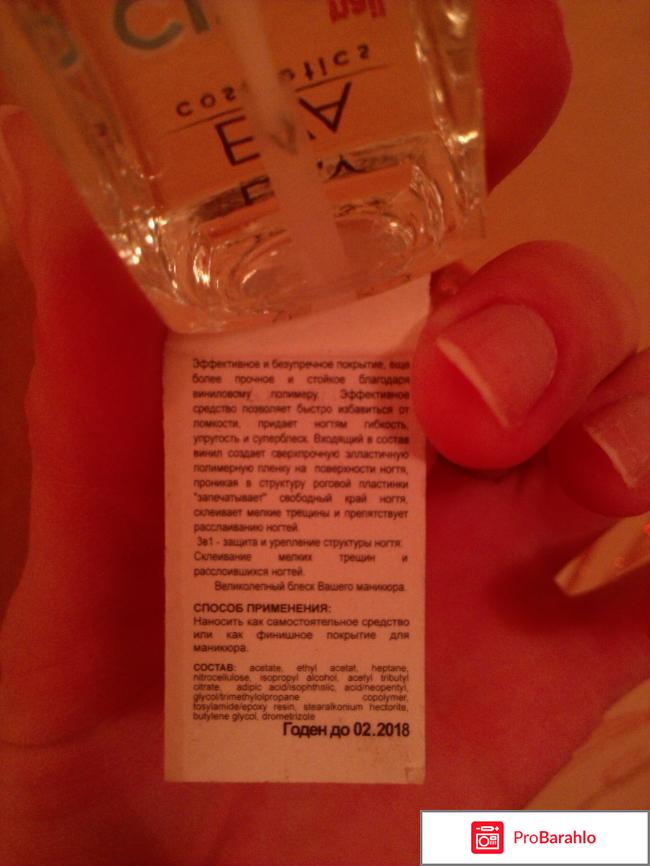 cosmetics
EVA
Эффективное и безупречное покрытие, еще
более прочное и стойкое благодаря
виниловому полимеру. Эффективное
средство позволяет быстро избавиться от
ломкости, придает ногтям гибкость,
упругость и суперблеск. Входящий в состав
винил создает сверхпрочную элластичную
полимерную пленку на поверхности ногтя,
проникая в структуру роговой пластинки
"запечатывает" свободный край ногтя,
склеивает мелкие трещины и препятствует
расслаиванию ногтей.
3в1 - защита и урепление структуры ногтя:
Склеивание мелких трещин и
расслоившихся ногтей.
Великолепный блеск Вашего маникюра.
СПОСОБ ПРИМЕНЕНИЯ:
Наносить как самостоятельное средство
или как финишное покрытие для
маникюра.
СОСТАВ: acetate, ethyl acetat, heptane,
nitrocellulose, isopropyl alcohol, acetyl tributyl
citrate, adipic acid/isophthalic, acid/neopentyl,
glycol/trimethylolpropane copolymer,
tosylamide/epoxy resin, stearalkonium hectorite,
butylene glycol, drometrizole
Годен до 02.2018
ProBarahlo